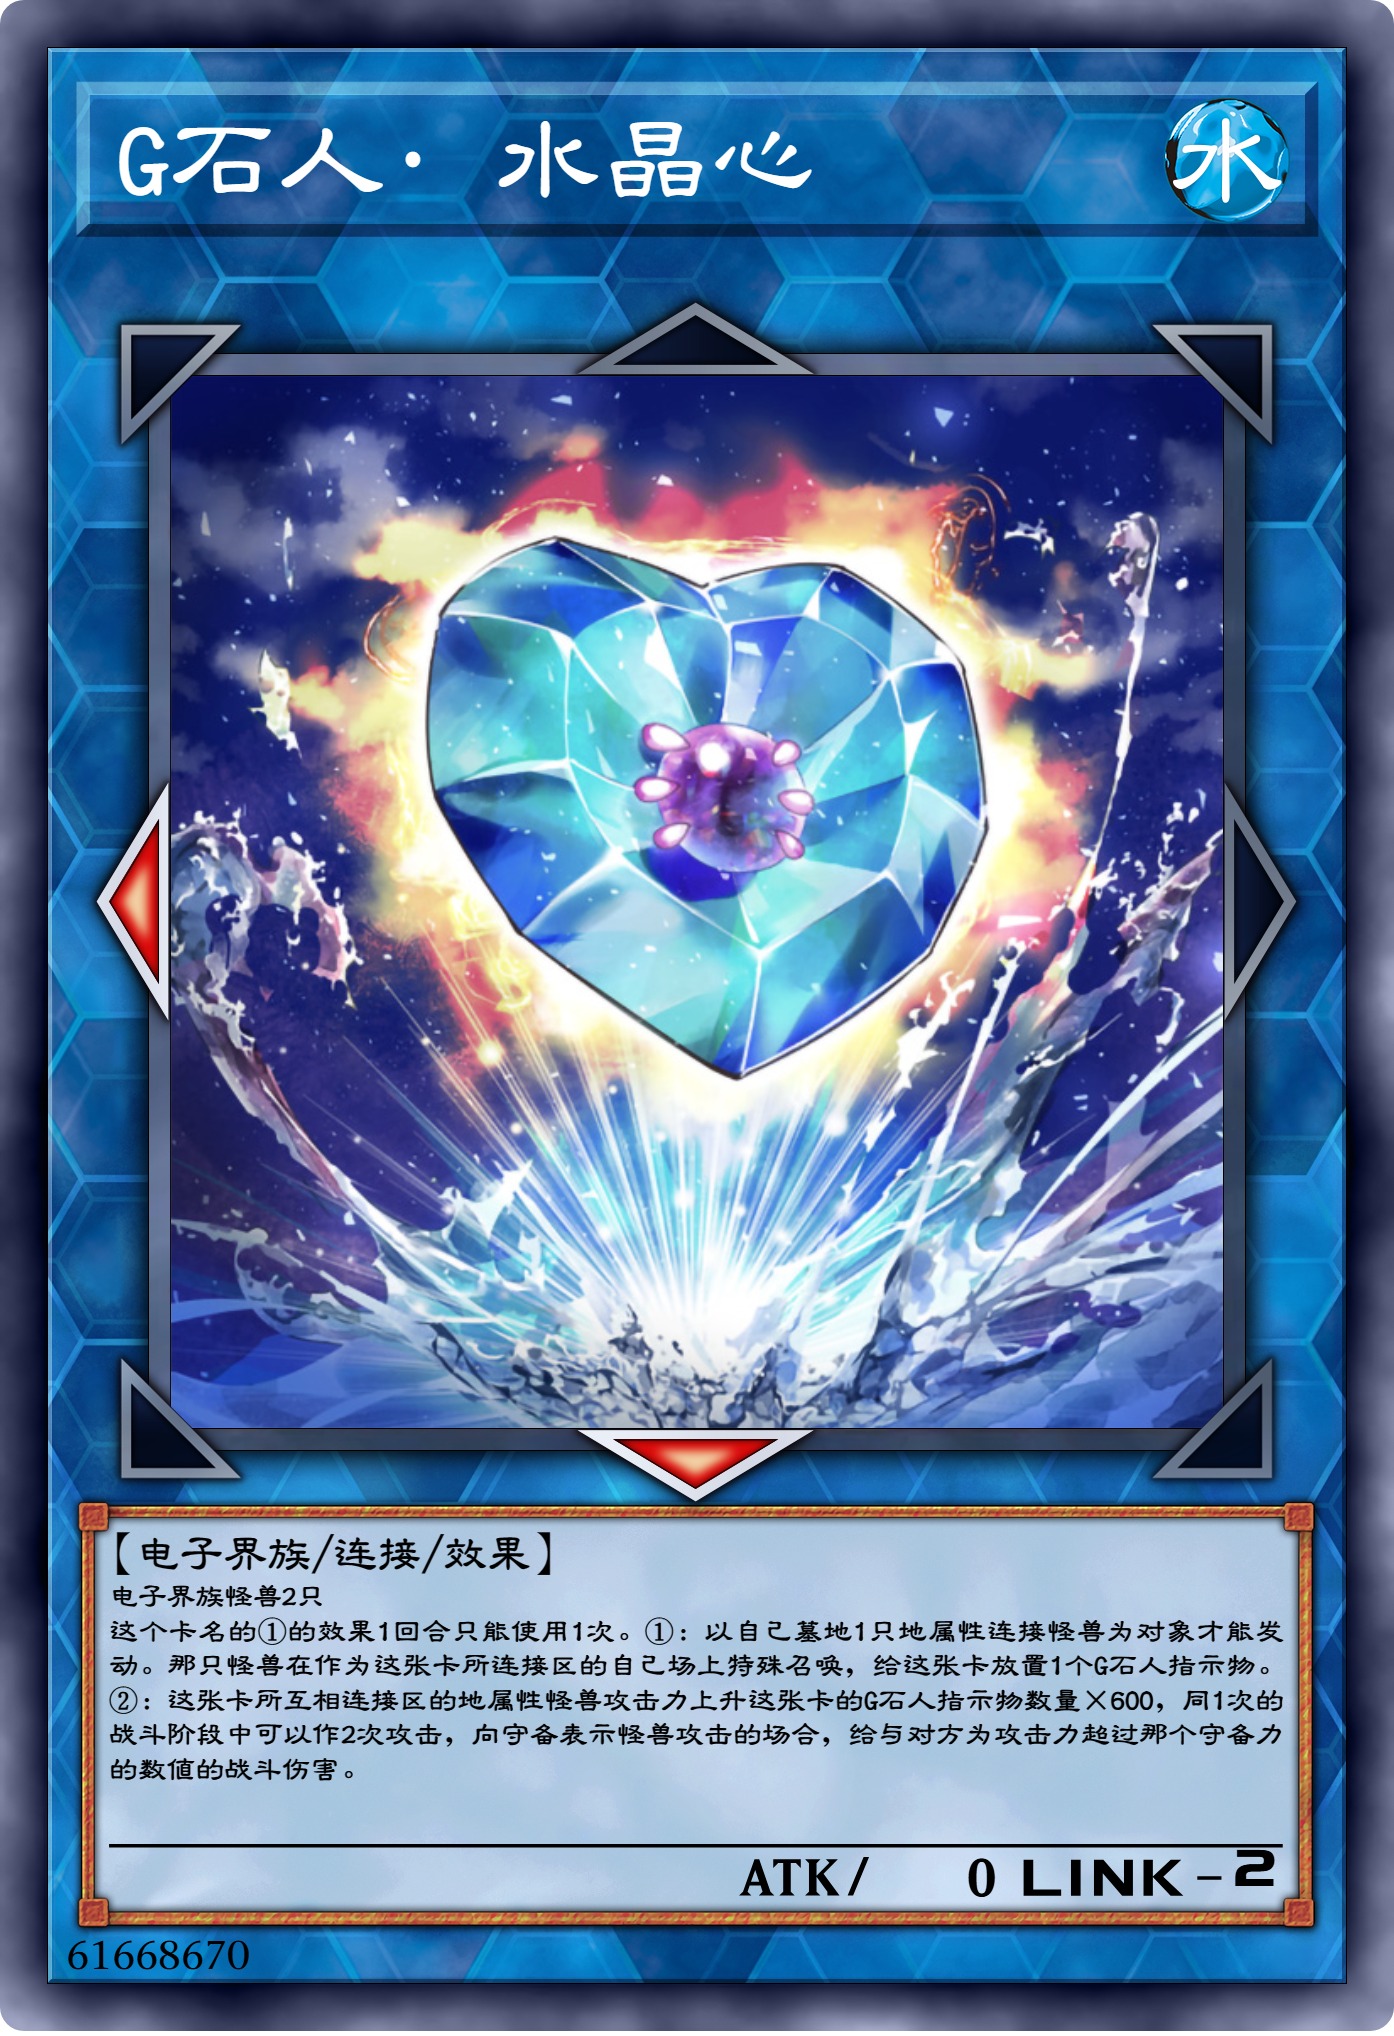 G石人·水晶心
水
【电子界族/连接/效果】
电子界族怪兽2只
这个卡名的①的效果1回合只能使用1次。①：以自己墓地1只地属性连接怪兽为对象才能发
动。那只怪兽在作为这张卡所连接区的自己场上特殊召唤，给这张卡放置1个G石人指示物。
②：这张卡所互相连接区的地属性怪兽攻击力上升这张卡的G石人指示物数量×600，同1次的
战斗阶段中可以作2次攻击，向守备表示怪兽攻击的场合，给与对方为攻击力超过那个守备力
的数值的战斗伤害。
ATK/ 0 LINK-2
61668670